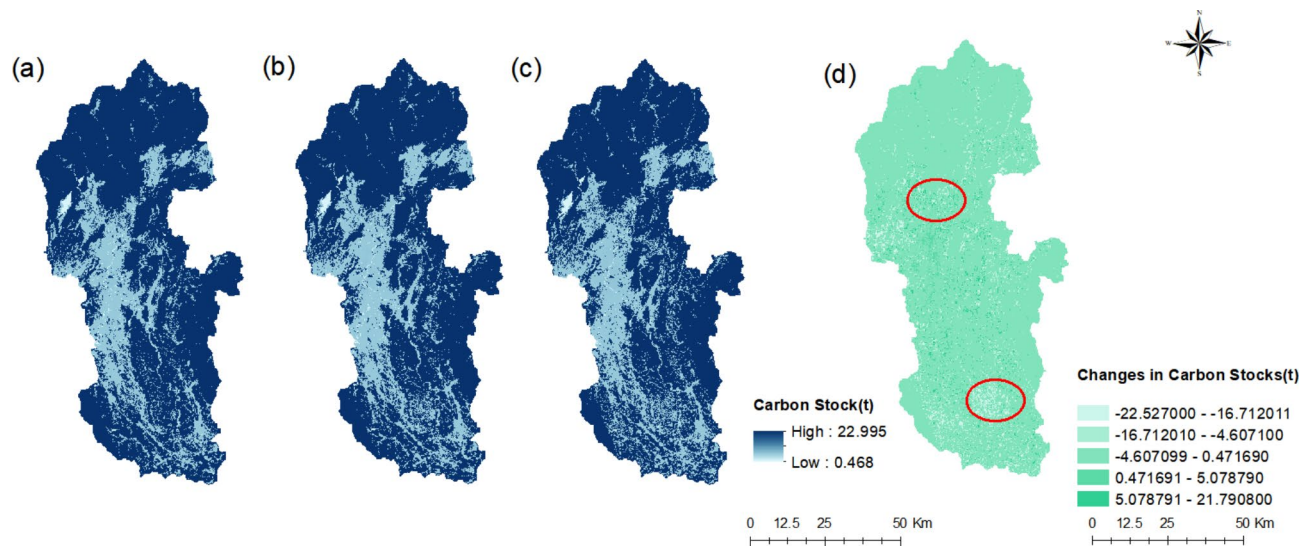 N
W E
S
(a)
(b)
(c)
(d)
Carbon Stock(t)
High : 22.995
Low : 0.468
Changes in Carbon Stocks(t)
-22.527000 - -16.712011
-16.712010 - -4.607100
-4.607099 - 0.471690
0.471691 - 5.078790
5.078791 - 21.790800
0 12.5 25 50 Km
0 12.5 25 50 Km